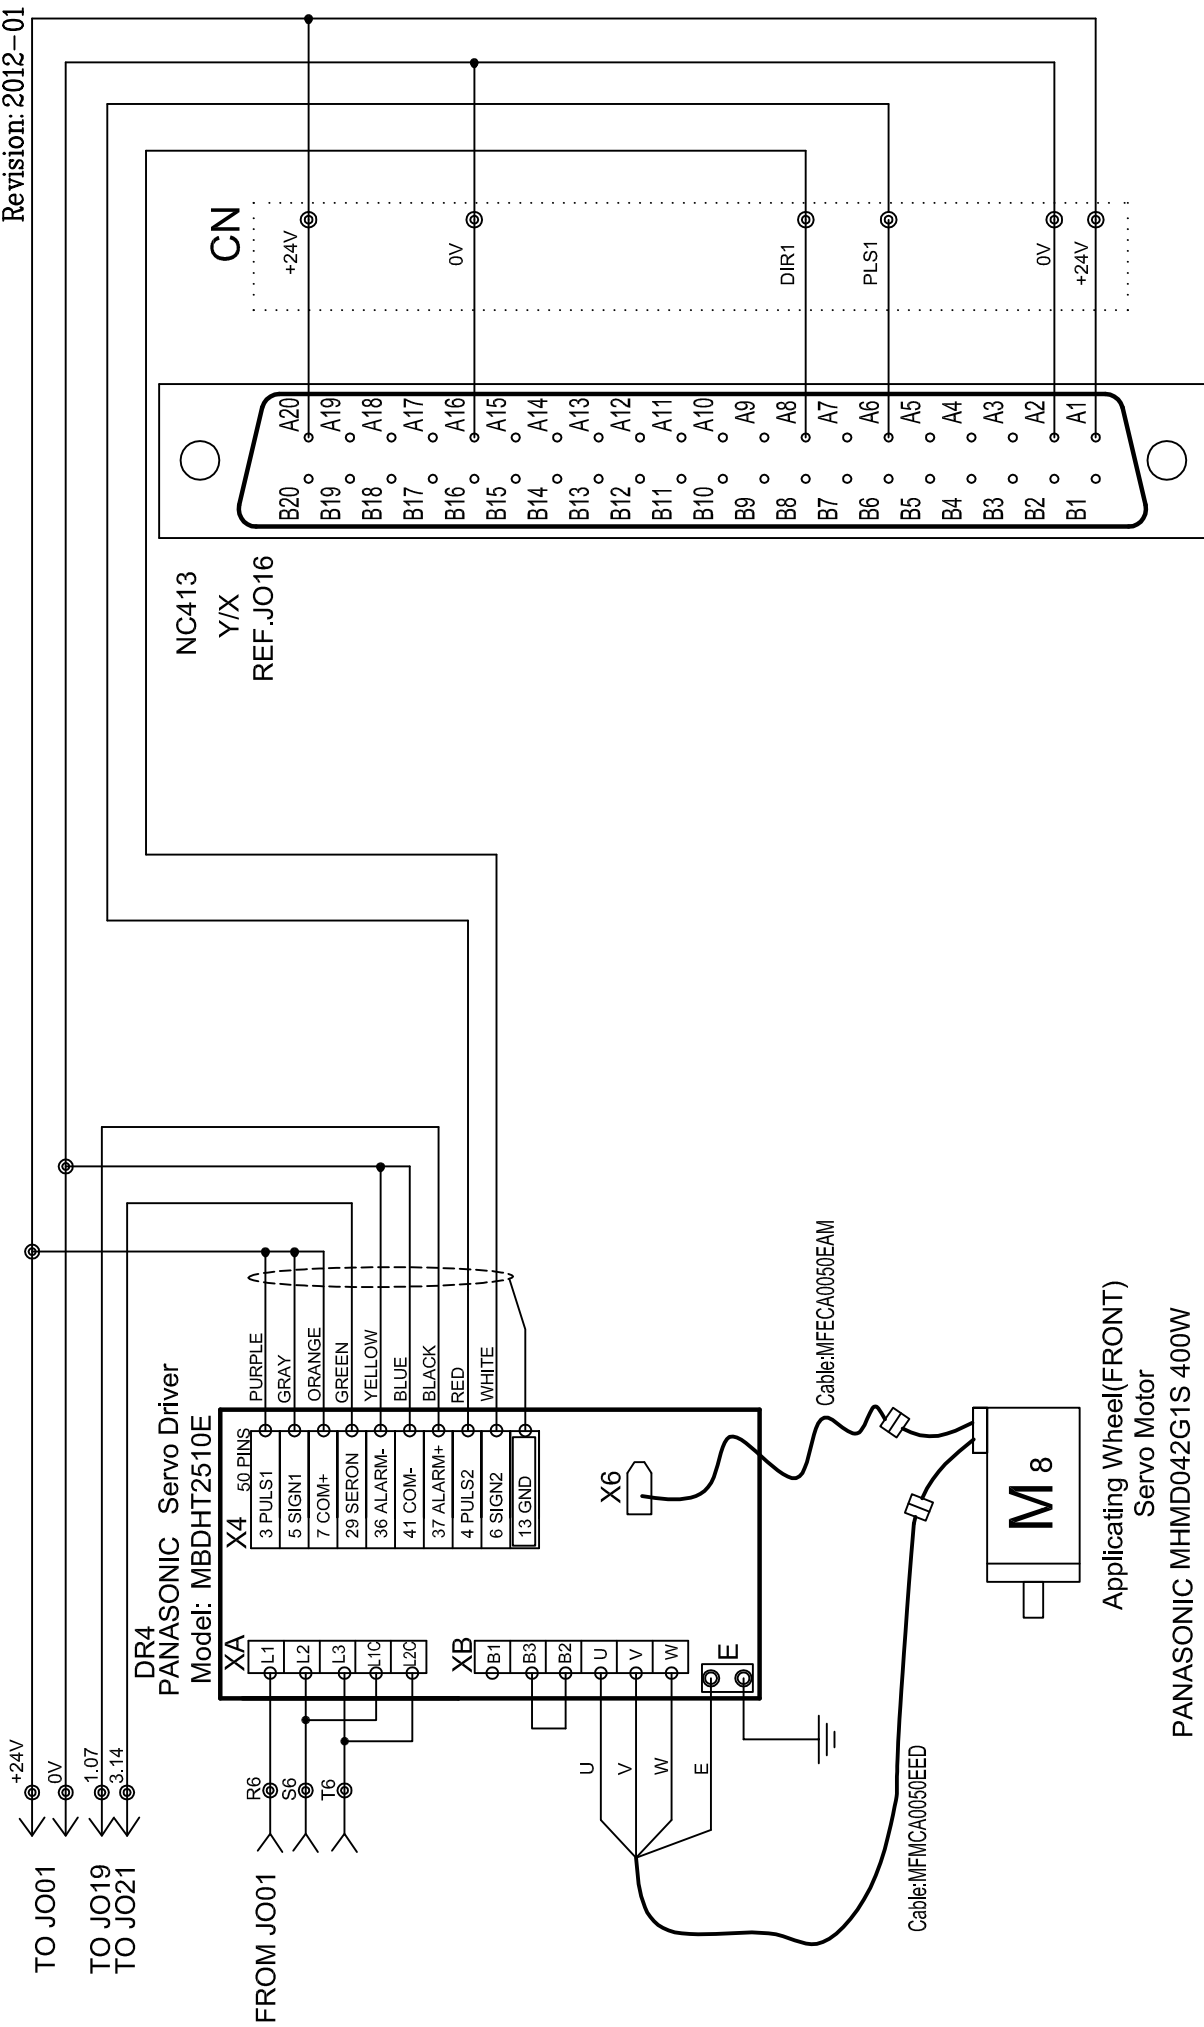 Revision: 2012-01
+24V
0V
1.07
3.14
TO JO01
TO JO19
TO JO21
FROM JO01
R6
S6
T6
DR4
PANASONIC Servo Driver
Model: MBDHT2510E
XA
L1
L2
L3
L1C
L2C
X4
50 PINS
3 PULS1
5 SIGN1
7 COM+
29 SERON
36 ALARM-
41 COM-
37 ALARM+
4 PULS2
6 SIGN2
13 GND
PURPLE
GRAY
ORANGE
GREEN
YELLOW
BLUE
BLACK
RED
WHITE
XB
B1
B3
B2
U
V
W
E
X6
U
V
W
E
Cable:MFMCA0050EED
Cable:MFECA0050EAM
M8
Applicating Wheel(FRONT)
Servo Motor
PANASONIC MHMD042G1S 400W
NC413
Y/X
REF.JO16
CN
+24V
0V
DIR1
PLS1
0V
+24V
A20
A19
A18
A17
A16
A15
A14
A13
A12
A11
A10
A9
A8
A7
A6
A5
A4
A3
A2
A1
B20
B19
B18
B17
B16
B15
B14
B13
B12
B11
B10
B9
B8
B7
B6
B5
B4
B3
B2
B1